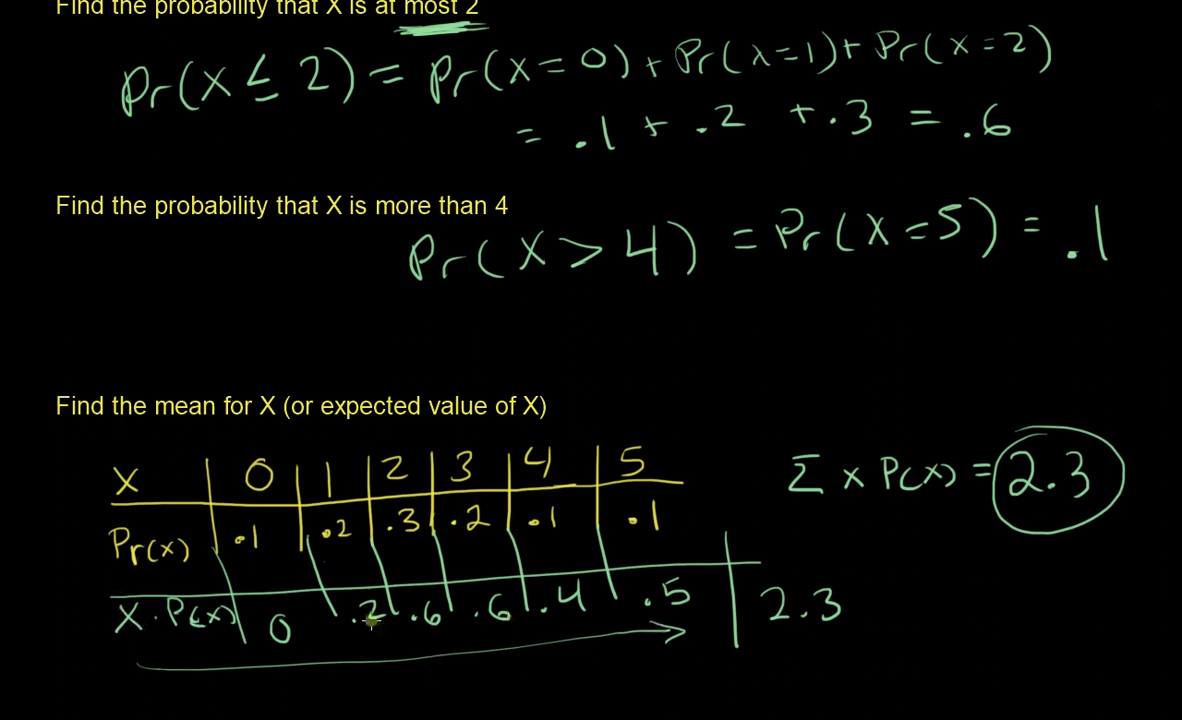 Find the probability that X is at most 2
Pr(x ≤ 2) = Pr(x = 0) + Pr(x=1) + Pr(x = 2)
= .1 + .2 + .3 = .6
Find the probability that X is more than 4
Pr(X > 4) = Pr(X = 5) = .1
Find the mean for X (or expected value of X)
X 0 1 2 3 4 5
Σ x P(x) = 2.3
Pr(x) .1 .2 .3 .2 .1 .1
X · P(x) 0 .2 .6 .6 .4 .5 2.3